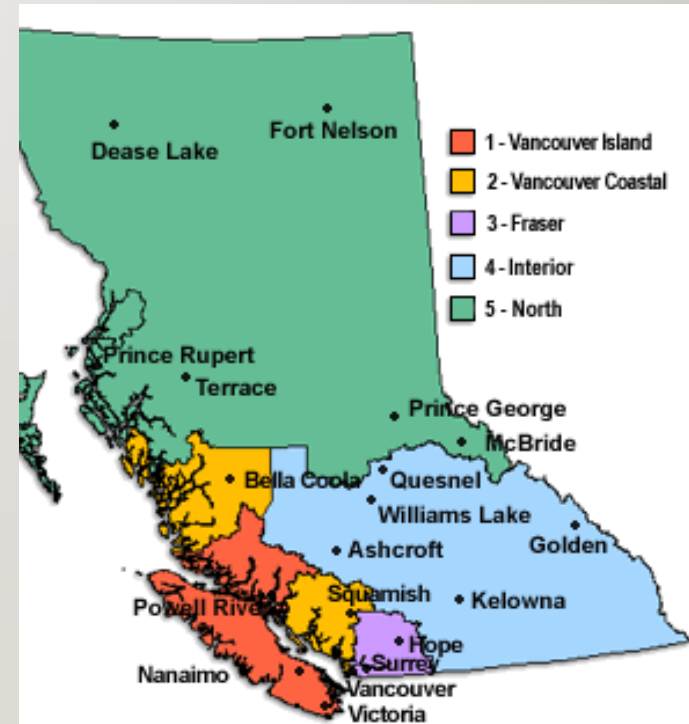 Fort Nelson
Dease Lake
1 - Vancouver Island
2 - Vancouver Coastal
3 - Fraser
4 - Interior
5 - North
Prince Rupert
Terrace
Prince George
McBride
Bella Coola
Quesnel
Williams Lake
Golden
Ashcroft
Squamish
Kelowna
Powell River
Hope
Surrey
Nanaimo
Vancouver
Victoria